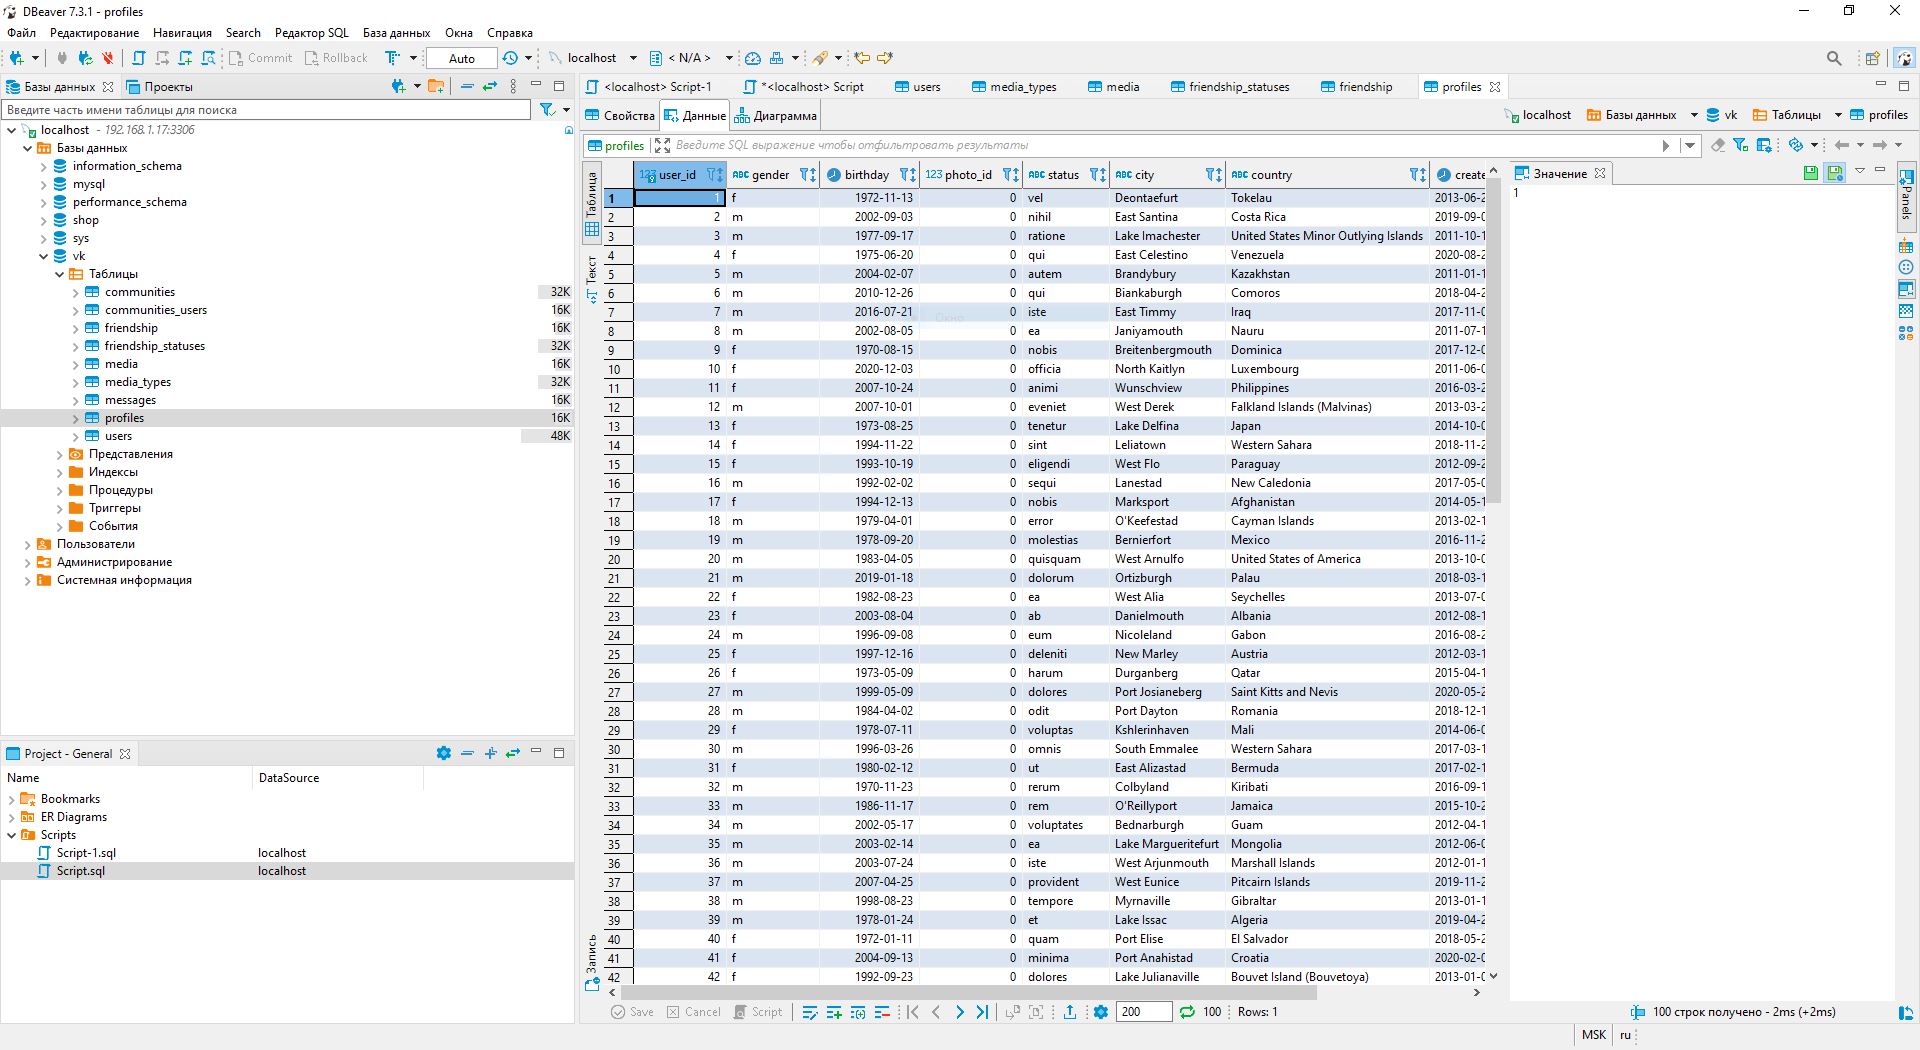 DBeaver 7.3.1 - profiles
Файл Редактирование Навигация Search Редактор SQL База данных Окна Справка
Commit Rollback Auto localhost < N/A >
Базы данных Проекты
Введите часть имени таблицы для поиска
localhost - 192.168.1.17:3306
Базы данных
information_schema
mysql
performance_schema
shop
sys
vk
Таблицы
communities 32K
communities_users 16K
friendship 16K
friendship_statuses 32K
media 16K
media_types 32K
messages 16K
profiles 16K
users 48K
Представления
Индексы
Процедуры
Триггеры
События
Пользователи
Администрирование
Системная информация
Project - General
Name DataSource
Bookmarks
ER Diagrams
Scripts
Script-1.sql localhost
Script.sql localhost
<localhost> Script-1 *<localhost> Script users media_types media friendship_statuses friendship profiles
Свойства Данные Диаграмма localhost Базы данных vk Таблицы profiles
profiles Введите SQL выражение чтобы отфильтровать результаты
Таблица
Текст
Запись
123 user_id ABC gender birthday 123 photo_id ABC status ABC city ABC country create
1 1 f 1972-11-13 0 vel Deontaefurt Tokelau 2013-06-2
2 2 m 2002-09-03 0 nihil East Santina Costa Rica 2019-09-0
3 3 m 1977-09-17 0 ratione Lake Imachester United States Minor Outlying Islands 2011-10-1
4 4 f 1975-06-20 0 qui East Celestino Venezuela 2020-08-2
5 5 m 2004-02-07 0 autem Brandybury Kazakhstan 2011-01-1
6 6 m 2010-12-26 0 qui Biankaburgh Comoros 2018-04-2
7 7 m 2016-07-21 0 iste East Timmy Iraq 2017-11-0
Окно
8 8 m 2002-08-05 0 ea Janiyamouth Nauru 2011-07-1
9 9 f 1970-08-15 0 nobis Breitenbergmouth Dominica 2017-12-0
10 10 f 2020-12-03 0 officia North Kaitlyn Luxembourg 2011-06-0
11 11 f 2007-10-24 0 animi Wunschview Philippines 2016-03-2
12 12 m 2007-10-01 0 eveniet West Derek Falkland Islands (Malvinas) 2013-03-2
13 13 f 1973-08-25 0 tenetur Lake Delfina Japan 2014-10-0
14 14 f 1994-11-22 0 sint Leliatown Western Sahara 2018-11-2
15 15 f 1993-10-19 0 eligendi West Flo Paraguay 2012-09-2
16 16 m 1992-02-02 0 sequi Lanestad New Caledonia 2017-05-0
17 17 f 1994-12-13 0 nobis Marksport Afghanistan 2014-05-1
18 18 m 1979-04-01 0 error O'Keefestad Cayman Islands 2013-02-1
19 19 m 1978-09-20 0 molestias Bernierfort Mexico 2016-11-2
20 20 m 1983-04-05 0 quisquam West Arnulfo United States of America 2013-10-0
21 21 m 2019-01-18 0 dolorum Ortizburgh Palau 2018-03-1
22 22 f 1982-08-23 0 ea West Alia Seychelles 2013-07-0
23 23 f 2003-08-04 0 ab Danielmouth Albania 2012-08-1
24 24 m 1996-09-08 0 eum Nicoleland Gabon 2016-08-2
25 25 f 1997-12-16 0 deleniti New Marley Austria 2012-03-1
26 26 f 1973-05-09 0 harum Durganberg Qatar 2015-04-1
27 27 m 1999-05-09 0 dolores Port Josianeberg Saint Kitts and Nevis 2020-05-2
28 28 m 1984-04-02 0 odit Port Dayton Romania 2018-12-1
29 29 f 1978-07-11 0 voluptas Kshlerinhaven Mali 2014-06-0
30 30 m 1996-03-26 0 omnis South Emmalee Western Sahara 2017-03-1
31 31 f 1980-02-12 0 ut East Alizastad Bermuda 2017-02-1
32 32 m 1970-11-23 0 rerum Colbyland Kiribati 2016-09-1
33 33 m 1986-11-17 0 rem O'Reillyport Jamaica 2015-10-2
34 34 m 2002-05-17 0 voluptates Bednarburgh Guam 2012-04-1
35 35 m 2003-02-14 0 ea Lake Margueritefurt Mongolia 2012-06-0
36 36 m 2003-07-24 0 iste West Arjunmouth Marshall Islands 2012-01-1
37 37 m 2007-04-25 0 provident West Eunice Pitcairn Islands 2019-11-2
38 38 m 1998-08-23 0 tempore Myrnaville Gibraltar 2013-01-1
39 39 m 1978-01-24 0 et Lake Issac Algeria 2019-04-2
40 40 f 1972-01-11 0 quam Port Elise El Salvador 2018-05-2
41 41 f 2004-09-13 0 minima Port Anahistad Croatia 2020-02-0
42 42 f 1992-09-23 0 dolores Lake Julianaville Bouvet Island (Bouvetoya) 2013-01-0
Значение
1
Panels
Save Cancel Script 200 100 Rows: 1 100 строк получено - 2ms (+2ms)
MSK ru